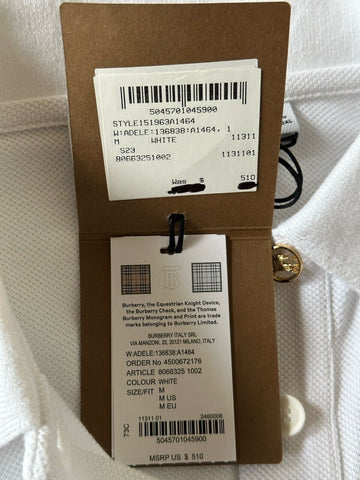 5045701045900
STYLE151963A1464
W:ADELE:136838:A1464. 1
M WHITE 11311
S23
80663251002 1131101
Was $ 510
TB
Burberry, the Equestrian Knight Device,
the Burberry Check, and the Thomas
Burberry Monogram and Print are trade
marks belonging to Burberry Limited.
BURBERRY ITALY SRL
VIA MANZONI, 20, 20121 MILANO, ITALY
W:ADELE:136838:A1464
ORDER No 4500672176
ARTICLE 8066325 1002
COLOUR WHITE
SIZE/FIT M
M US
M EU
11311 01 2460006
73C
5045701045900
MSRP US $ 510